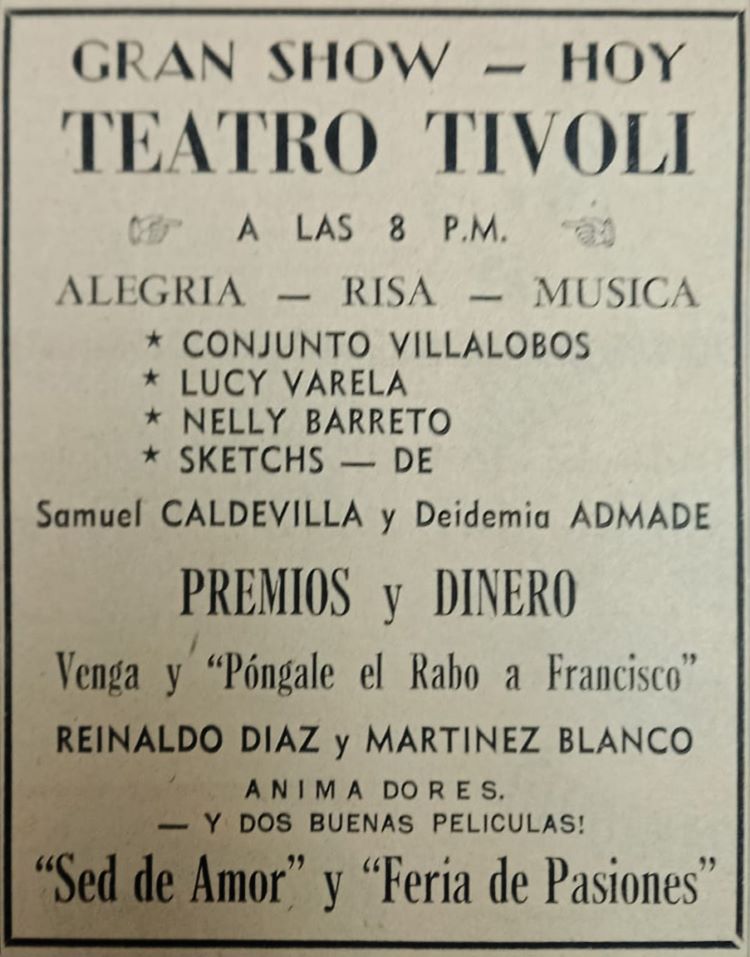 GRAN SHOW — HOY
TEATRO TIVOLI
A LAS 8 P.M.
ALEGRIA — RISA — MUSICA
★ CONJUNTO VILLALOBOS
★ LUCY VARELA
★ NELLY BARRETO
★ SKETCHS — DE
Samuel CALDEVILLA y Deidemia ADMADE
PREMIOS y DINERO
Venga y “Póngale el Rabo a Francisco”
REINALDO DIAZ y MARTINEZ BLANCO
ANIMADORES.
— Y DOS BUENAS PELICULAS!
“Sed de Amor” y “Feria de Pasiones”